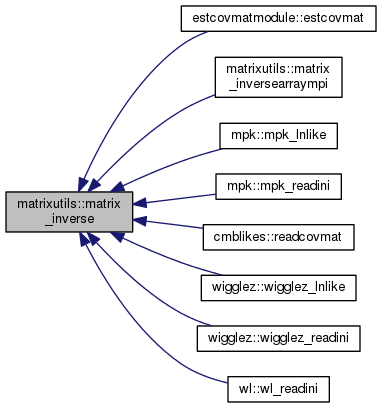 estcovmatmodule::estcovmat
matrixutils::matrix
_inversearraympi
mpk::mpk_lnlike
mpk::mpk_readini
matrixutils::matrix
_inverse
cmblikes::readcovmat
wigglez::wigglez_lnlike
wigglez::wigglez_readini
wl::wl_readini